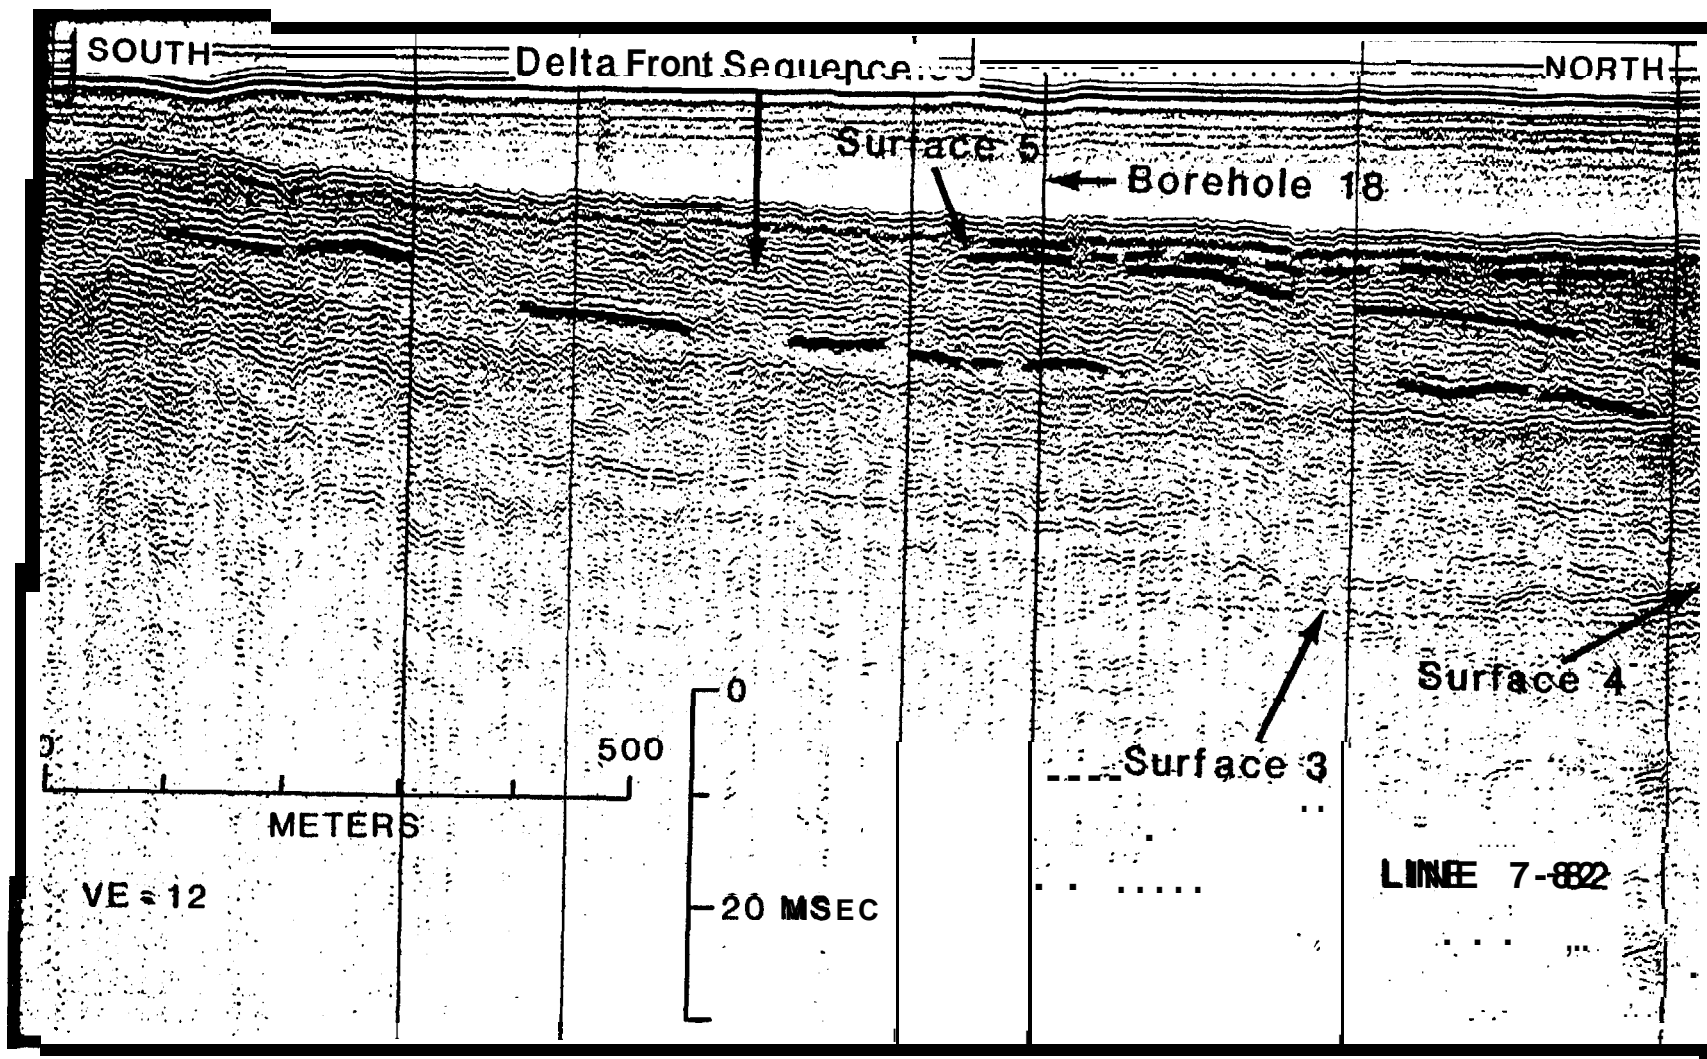 SOUTH
Delta Front Sequence
NORTH
Surface 5
Borehole 18
Surface 4
0
0
500
Surface 3
METERS
LINE 7-882
VE = 12
20 MSEC